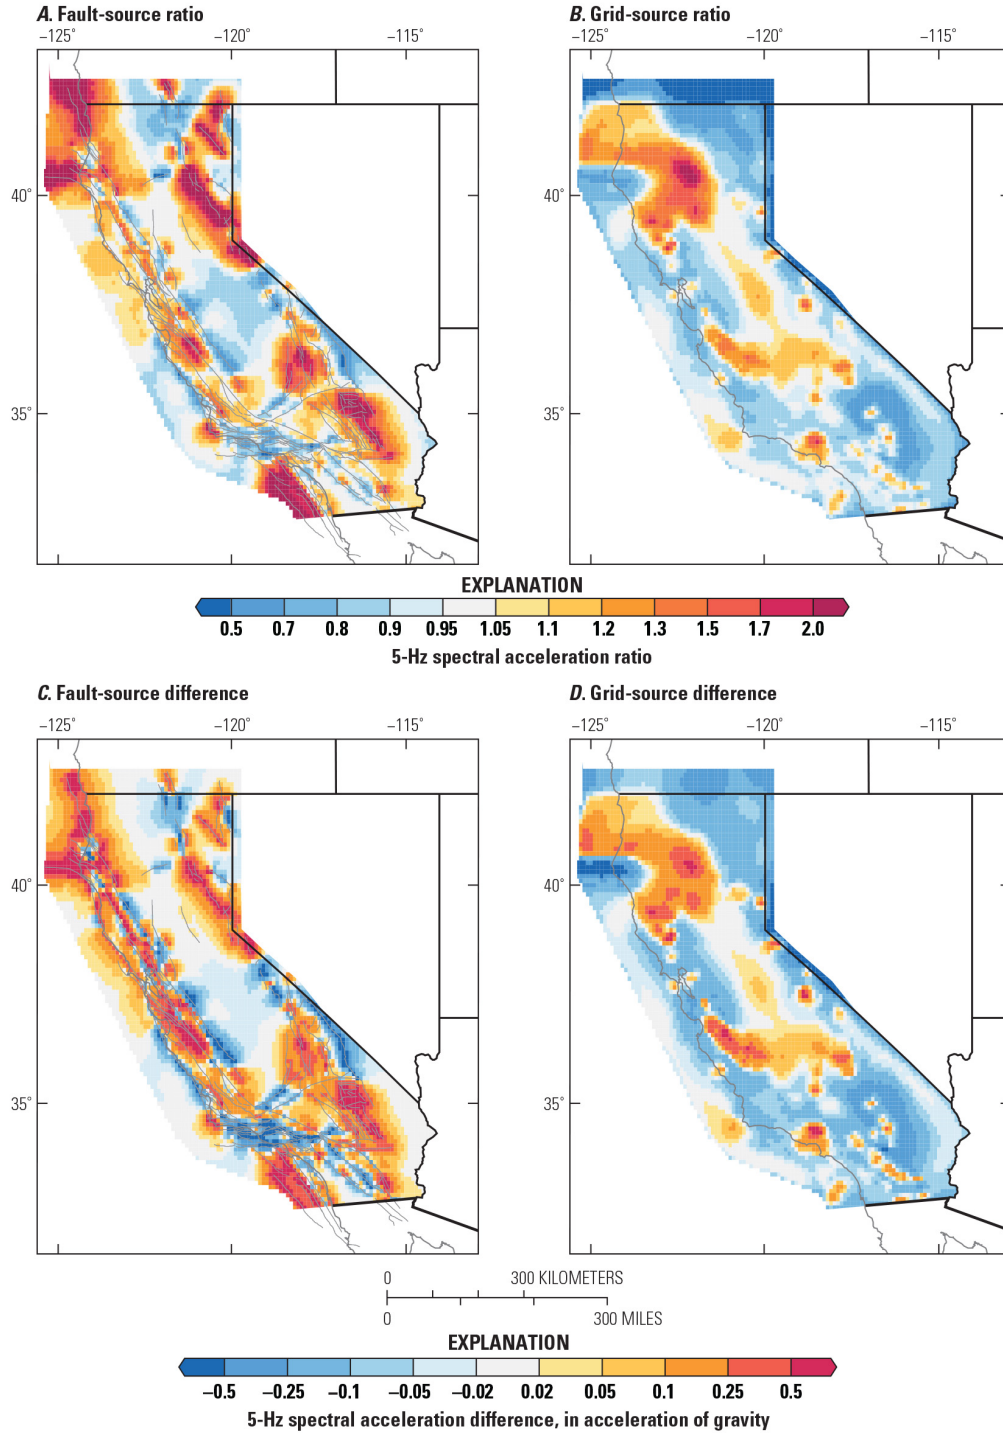 A. Fault-source ratio
B. Grid-source ratio
−125° −120° −115°
−125° −120° −115°
40°
40°
35°
35°
EXPLANATION
0.5 0.7 0.8 0.9 0.95 1.05 1.1 1.2 1.3 1.5 1.7 2.0
5-Hz spectral acceleration ratio
C. Fault-source difference
D. Grid-source difference
−125° −120° −115°
−125° −120° −115°
40°
40°
35°
35°
0 300 KILOMETERS
0 300 MILES
EXPLANATION
−0.5 −0.25 −0.1 −0.05 −0.02 0.02 0.05 0.1 0.25 0.5
5-Hz spectral acceleration difference, in acceleration of gravity